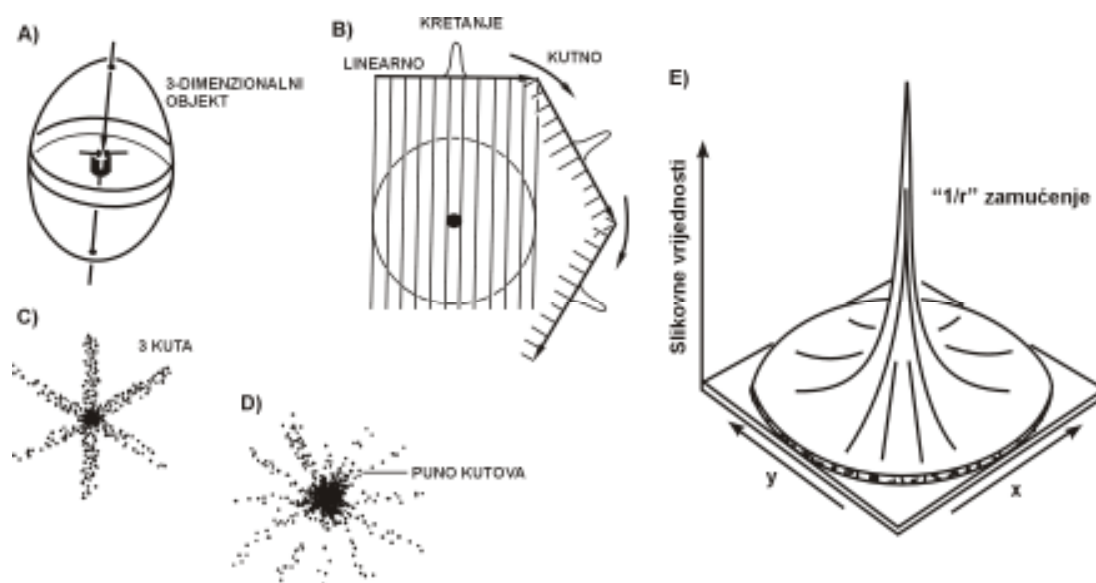 A)
3-DIMENZIONALNI
OBJEKT
B)
KRETANJE
LINEARNO
KUTNO
C)
3 KUTA
D)
PUNO KUTOVA
E)
Slikovne vrijednosti
“1/r” zamućenje
y
x